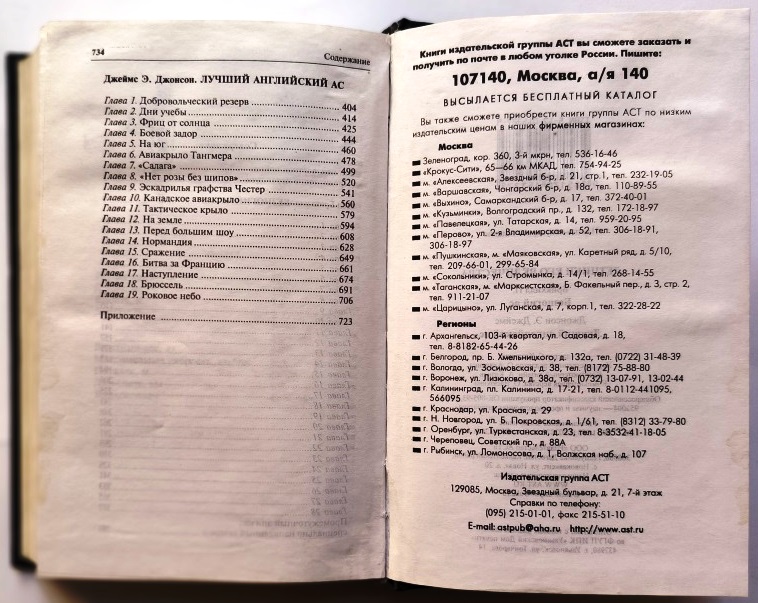 734
Содержание
Джеймс Э. Джонсон. ЛУЧШИЙ АНГЛИЙСКИЙ АС
Глава 1. Добровольческий резерв 404
Глава 2. Дни учебы 414
Глава 3. Фриц от солнца 425
Глава 4. Боевой задор 444
Глава 5. На юг 460
Глава 6. Авиакрыло Тангмера 478
Глава 7. «Салага» 499
Глава 8. «Нет розы без шипов» 520
Глава 9. Эскадрилья графства Честер 541
Глава 10. Канадское авиакрыло 560
Глава 11. Тактическое крыло 579
Глава 12. На земле 594
Глава 13. Перед большим шоу 608
Глава 14. Нормандия 628
Глава 15. Сражение 649
Глава 16. Битва за Францию 661
Глава 17. Наступление 674
Глава 18. Брюссель 691
Глава 19. Роковое небо 706
Приложение 723
Книги издательской группы АСТ вы сможете заказать и
получить по почте в любом уголке России. Пишите:
107140, Москва, а/я 140
ВЫСЫЛАЕТСЯ БЕСПЛАТНЫЙ КАТАЛОГ
Вы также сможете приобрести книги группы АСТ по низким
издательским ценам в наших фирменных магазинах:
Москва
Зеленоград, кор. 360, 3-й мкрн, тел. 536-16-46
«Крокус-Сити», 65—66 км МКАД, тел. 754-94-25
м. «Алексеевская», Звездный б-р, д. 21, стр.1, тел. 232-19-05
м. «Варшавская», Чонгарский б-р, д. 18а, тел. 110-89-55
м. «Выхино», Самаркандский б-р, д. 17, тел. 372-40-01
м. «Кузьминки», Волгоградский пр., д. 132, тел. 172-18-97
м. «Павелецкая», ул. Татарская, д. 14, тел. 959-20-95
м. «Перово», ул. 2-я Владимирская, д. 52, тел. 306-18-91,
306-18-97
м. «Пушкинская», м. «Маяковская», ул. Каретный ряд, д. 5/10,
тел. 209-66-01, 299-65-84
м. «Сокольники», ул. Стромынка, д. 14/1, тел. 268-14-55
м. «Таганская», м. «Марксистская», Б. Факельный пер., д. 3, стр. 2,
тел. 911-21-07
м. «Царицыно», ул. Луганская, д. 7, корп.1, тел. 322-28-22
Регионы
г. Архангельск, 103-й квартал, ул. Садовая, д. 18,
тел. 8-8182-65-44-26
г. Белгород, пр. Б. Хмельницкого, д. 132а, тел. (0722) 31-48-39
г. Вологда, ул. Зосимовская, д. 38, тел. (8172) 75-88-80
г. Воронеж, ул. Лизюкова, д. 38а, тел. (0732) 13-07-91, 13-02-44
г. Калининград, пл. Калинина, д. 17-21, тел. 8-0112-441095,
566095
г. Краснодар, ул. Красная, д. 29
г. Н. Новгород, ул. Б. Покровская, д. 1/61, тел. (8312) 33-79-80
г. Оренбург, ул. Туркестанская, д. 23, тел. 8-3532-41-18-05
г. Череповец, Советский пр., д. 88А
г. Рыбинск, ул. Ломоносова, д. 1, Волжская наб., д. 107
Издательская группа АСТ
129085, Москва, Звездный бульвар, д. 21, 7-й этаж
Справки по телефону:
(095) 215-01-01, факс 215-51-10
E-mail: astpub@aha.ru http://www.ast.ru